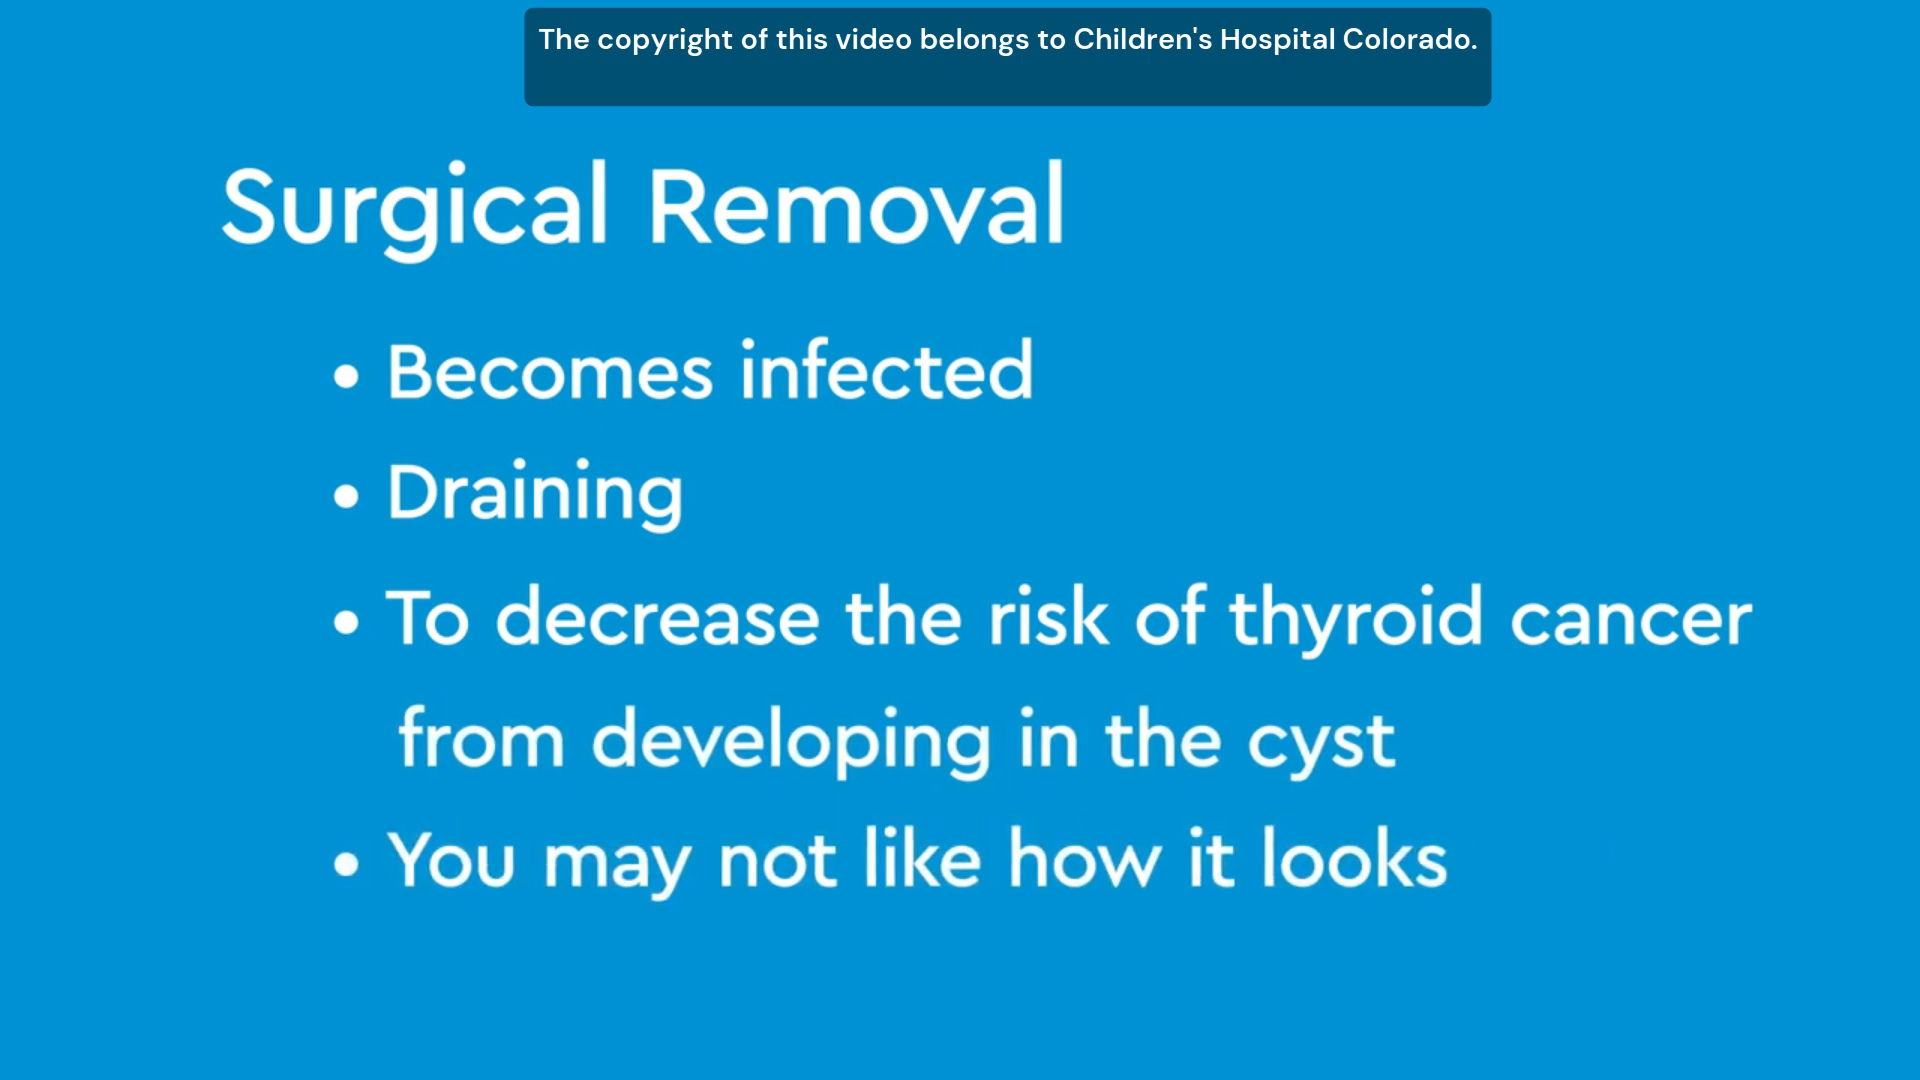 The copyright of this video belongs to Children's Hospital Colorado.
Surgical Removal
• Becomes infected
• Draining
• To decrease the risk of thyroid cancer
from developing in the cyst
• You may not like how it looks